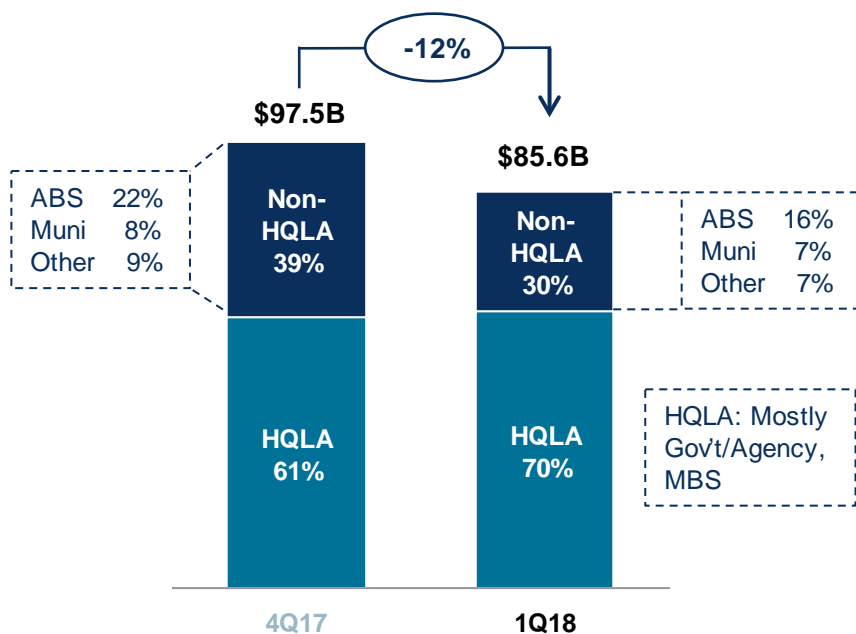 -12%
$97.5B
$85.6B
ABS 22%
Muni 8%
Other 9%
Non-
HQLA
39%
Non-
HQLA
30%
ABS 16%
Muni 7%
Other 7%
HQLA
61%
HQLA
70%
HQLA: Mostly
Gov't/Agency,
MBS
4Q17
1Q18